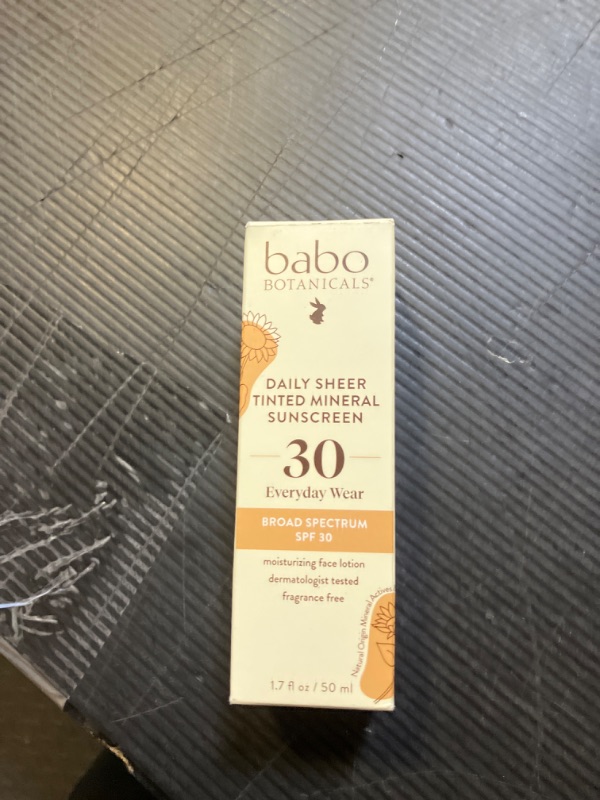 babo
BOTANICALS®
DAILY SHEER
TINTED MINERAL
SUNSCREEN
30
Everyday Wear
BROAD SPECTRUM
SPF 30
moisturizing face lotion
dermatologist tested
fragrance free
Natural Origin Mineral Actives
1.7 fl oz / 50 ml